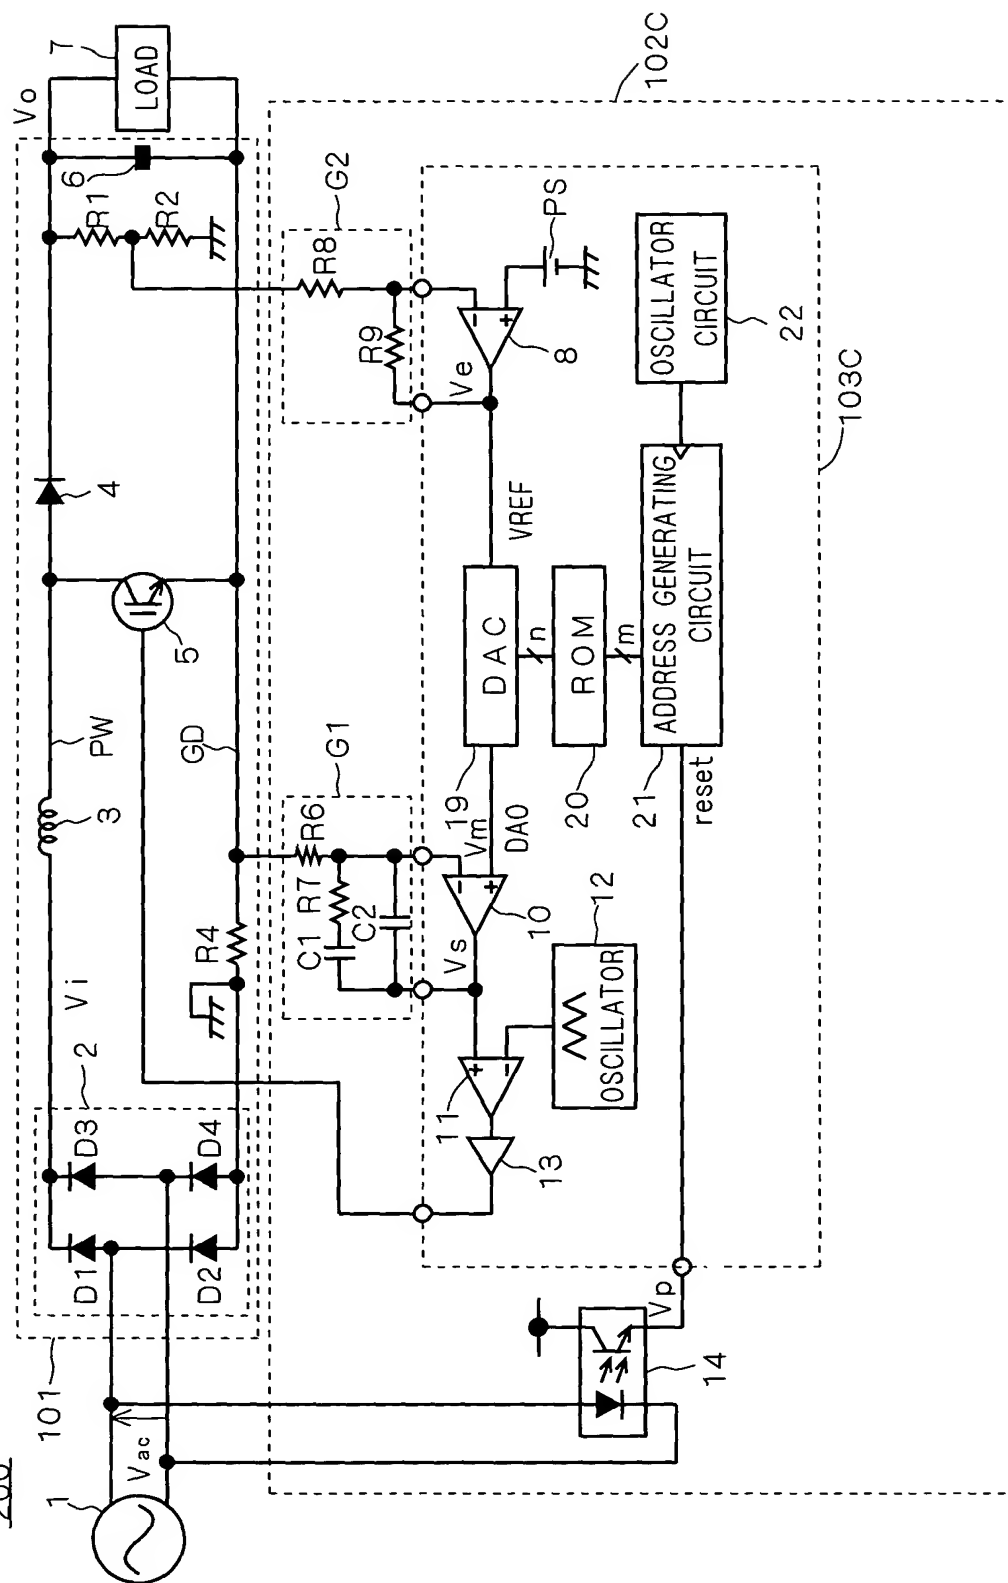 1
Vac
101
2
D1
D2
D3
D4
Vi
3
PW
4
Vo
7
LOAD
6
R1
R2
R4
GD
5
G1
R6
R7
C1
C2
G2
R8
R9
102C
PS
8
Ve
VREF
DAC
19
Vm
DAO
n
ROM
20
m
ADDRESS GENERATING
CIRCUIT
21
reset
OSCILLATOR
CIRCUIT
22
103C
10
Vs
11
12
OSCILLATOR
13
14
Vp